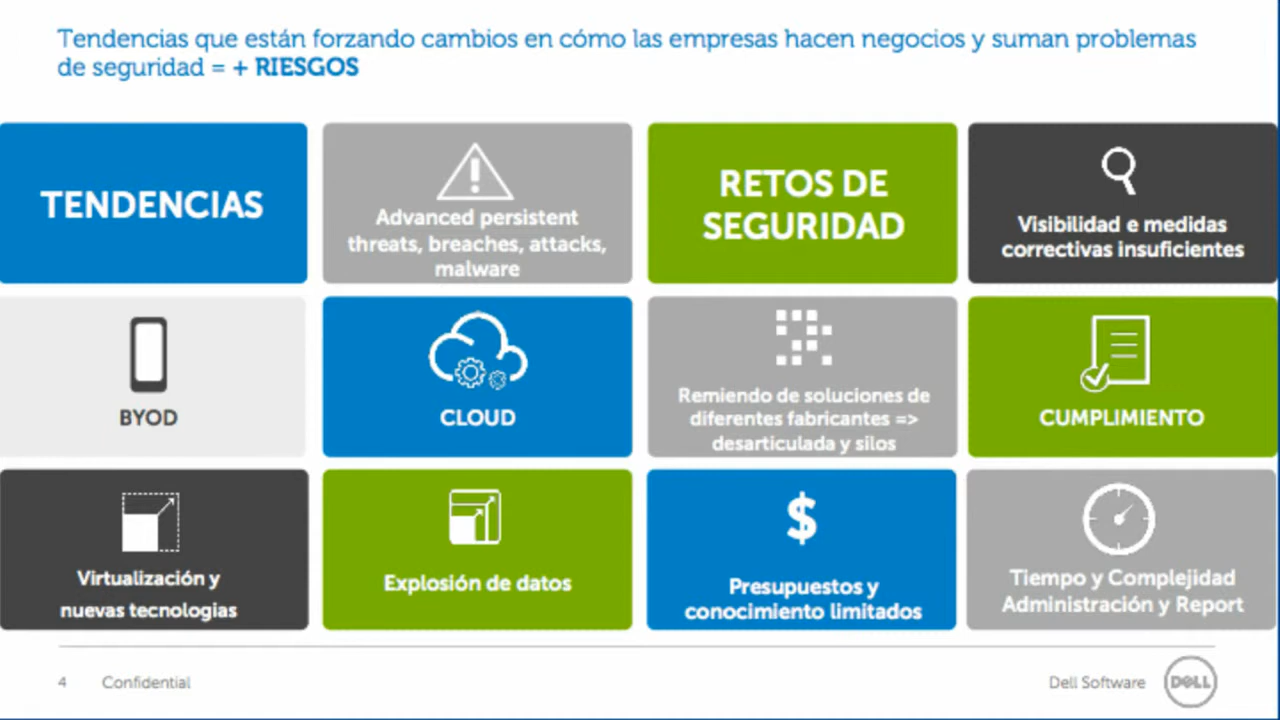 Tendencias que están forzando cambios en cómo las empresas hacen negocios y suman problemas
de seguridad = + RIESGOS
TENDENCIAS
Advanced persistent
threats, breaches, attacks,
malware
RETOS DE
SEGURIDAD
Visibilidad e medidas
correctivas insuficientes
BYOD
CLOUD
Remiendo de soluciones de
diferentes fabricantes =>
desarticulada y silos
CUMPLIMIENTO
Virtualización y
nuevas tecnologias
Explosión de datos
$
Presupuestos y
conocimiento limitados
Tiempo y Complejidad
Administración y Report
4 Confidential
Dell Software DELL